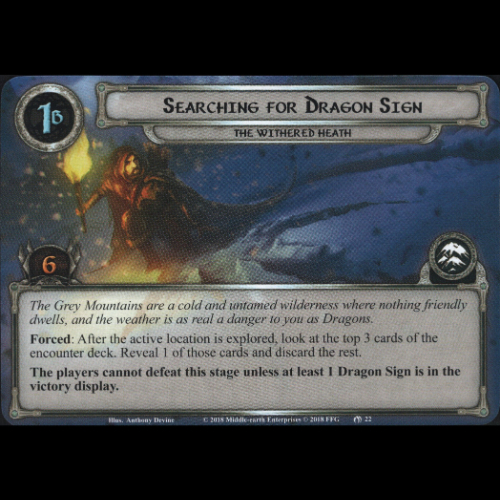 1B
SEARCHING FOR DRAGON SIGN
THE WITHERED HEATH
6
The Grey Mountains are a cold and untamed wilderness where nothing friendly
dwells, and the weather is as real a danger to you as Dragons.
Forced: After the active location is explored, look at the top 3 cards of the
encounter deck. Reveal 1 of those cards and discard the rest.
The players cannot defeat this stage unless at least 1 Dragon Sign is in the
victory display.
Illus. Anthony Devine © 2018 Middle-earth Enterprises © 2018 FFG 22